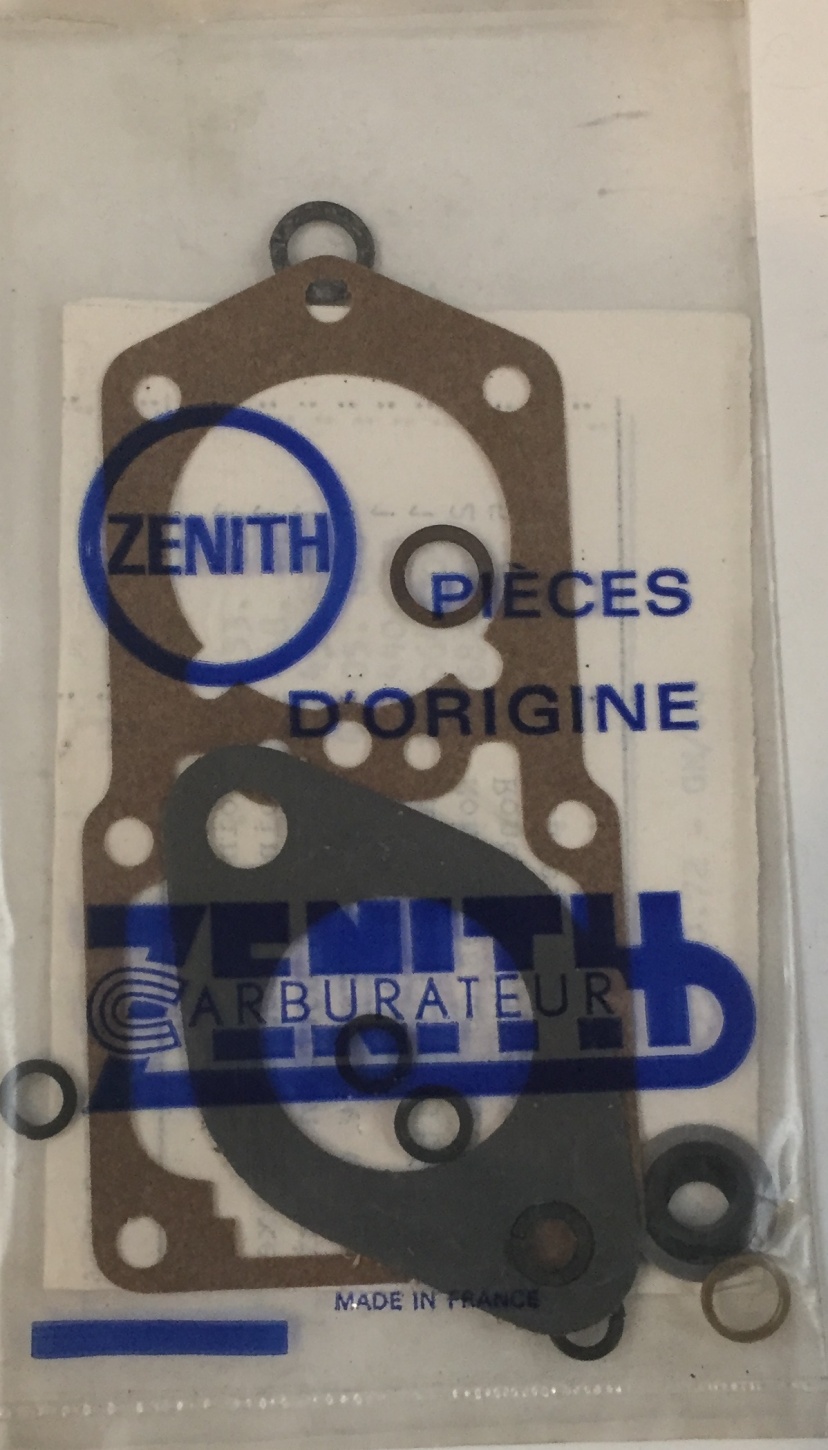 ZENITH
PIÈCES
D'ORIGINE
ZENITH
CARBURATEUR
MADE IN FRANCE